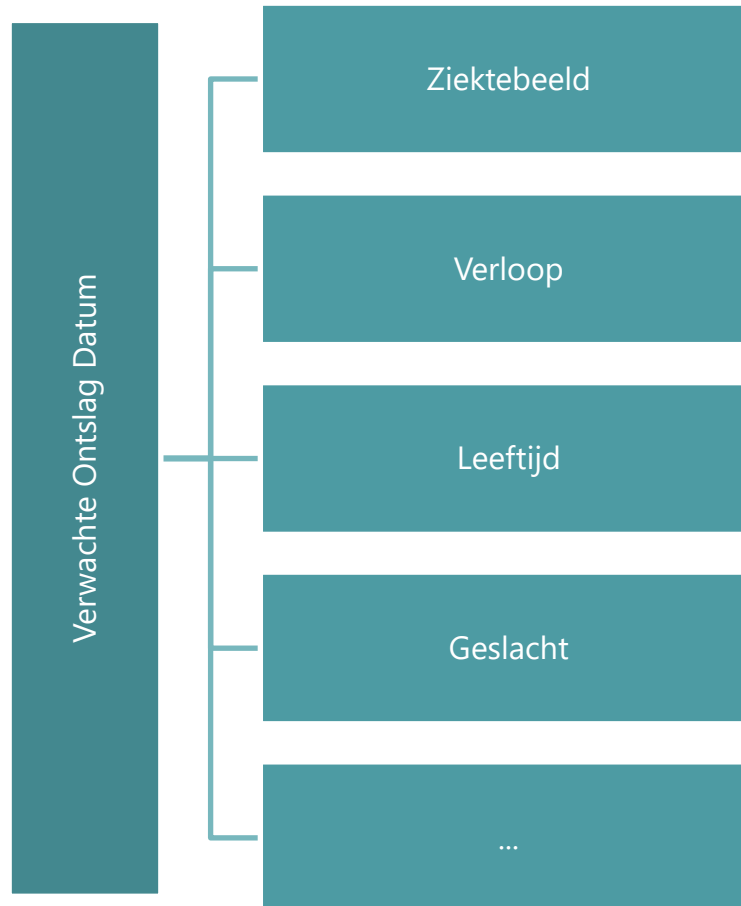 Verwachte Ontslag Datum
Ziektebeeld
Verloop
Leeftijd
Geslacht
...